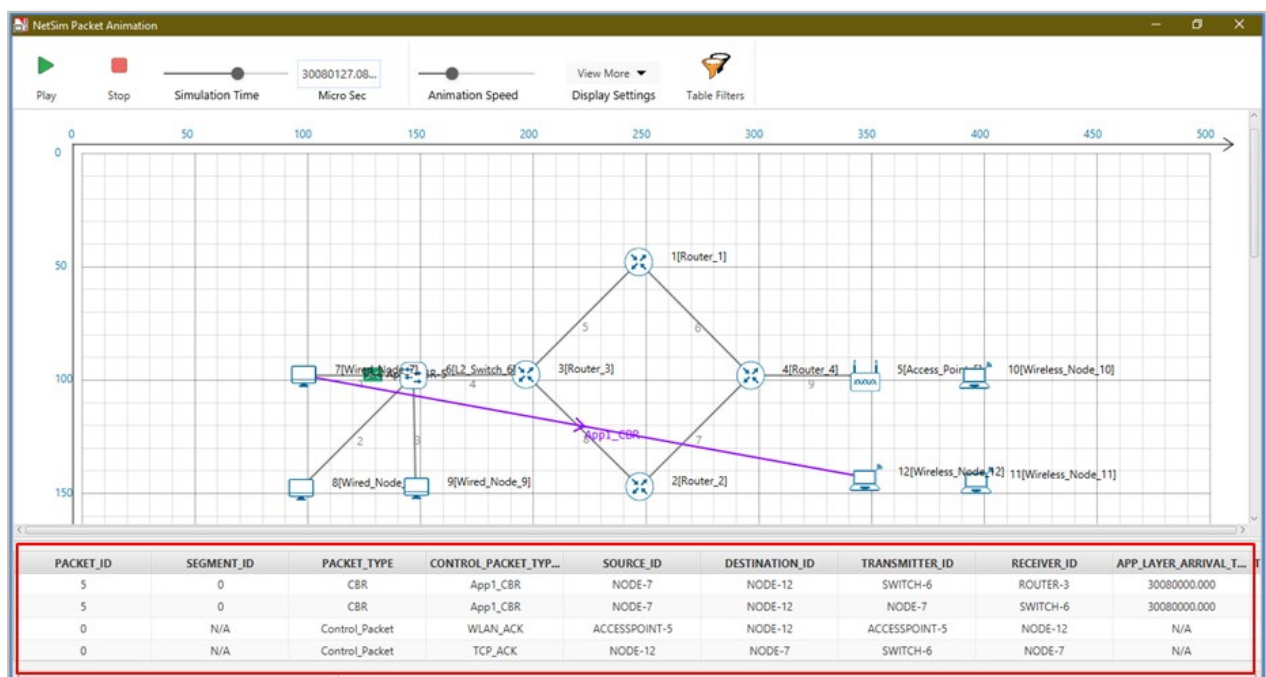 NetSim Packet Animation
30080127.08...
View More
Play Stop Simulation Time Micro Sec Animation Speed Display Settings Table Filters
0 50 100 150 200 250 300 350 400 450 500
0
50
1[Router_1]
5 6
100
7[Wired_Node_7] 6[L2_Switch_6] 3[Router_3] 4[Router_4] 10[Wireless_Node_10]
4 9
App1_CBR
2 3 7
8[Wired_Node_ 9[Wired_Node_9] 2[Router_2] 12[Wireless_Node_12] 11[Wireless_Node_11]
150
PACKET_ID SEGMENT_ID PACKET_TYPE CONTROL_PACKET_TYP... SOURCE_ID DESTINATION_ID TRANSMITTER_ID RECEIVER_ID APP_LAYER_ARRIVAL_T... T
5 0 CBR App1_CBR NODE-7 NODE-12 SWITCH-6 ROUTER-3 30080000.000
5 0 CBR App1_CBR NODE-7 NODE-12 NODE-7 SWITCH-6 30080000.000
0 N/A Control_Packet WLAN_ACK ACCESSPOINT-5 NODE-12 ACCESSPOINT-5 NODE-12 N/A
0 N/A Control_Packet TCP_ACK NODE-12 NODE-7 SWITCH-6 NODE-7 N/A